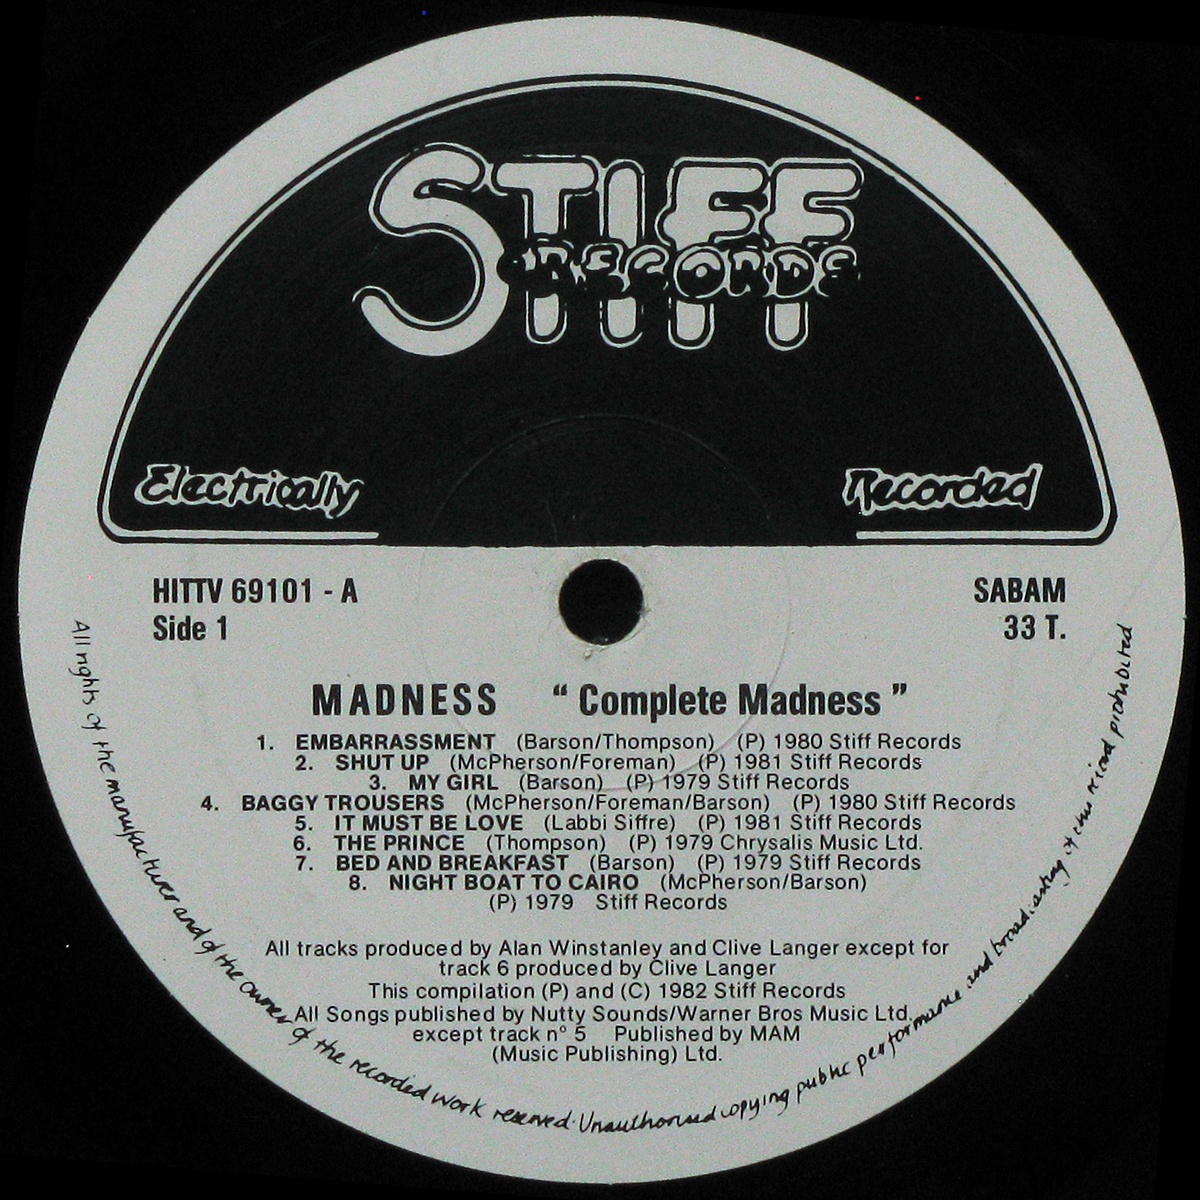 STIFF
RECORDS
Electrically Recorded
HITTV 69101 - A
Side 1
SABAM
33 T.
MADNESS " Complete Madness "
1. EMBARRASSMENT (Barson/Thompson) (P) 1980 Stiff Records
2. SHUT UP (McPherson/Foreman) (P) 1981 Stiff Records
3. MY GIRL (Barson) (P) 1979 Stiff Records
4. BAGGY TROUSERS (McPherson/Foreman/Barson) (P) 1980 Stiff Records
5. IT MUST BE LOVE (Labbi Siffre) (P) 1981 Stiff Records
6. THE PRINCE (Thompson) (P) 1979 Chrysalis Music Ltd.
7. BED AND BREAKFAST (Barson) (P) 1979 Stiff Records
8. NIGHT BOAT TO CAIRO (McPherson/Barson)
(P) 1979 Stiff Records
All tracks produced by Alan Winstanley and Clive Langer except for
track 6 produced by Clive Langer
This compilation (P) and (C) 1982 Stiff Records
All Songs published by Nutty Sounds/Warner Bros Music Ltd.
except track n° 5 Published by MAM
(Music Publishing) Ltd.
All rights of the manufacturer and of the owner of the recorded work reserved. Unauthorised copying public performance and broadcasting of this record prohibited